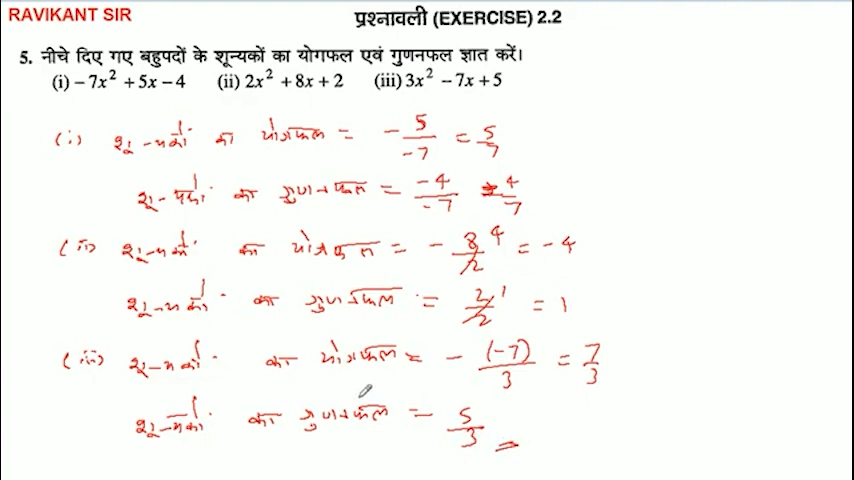 RAVIKANT SIR
प्रश्नावली (EXERCISE) 2.2
5. नीचे दिए गए बहुपदों के शून्यकों का योगफल एवं गुणनफल ज्ञात करें।
(i) – 7x² + 5x – 4 (ii) 2x² + 8x + 2 (iii) 3x² – 7x + 5
(i) शून्यकों का योगफल = - 5/-7 = 5/7
शून्यकों का गुणनफल = -4/-7 = 4/7
(ii) शून्यकों का योगफल = - 8/2 4 = -4
शून्यकों का गुणनफल = 2/2 1 = 1
(iii) शून्यकों का योगफल = - (-7)/3 = 7/3
शून्यकों का गुणनफल = 5/3